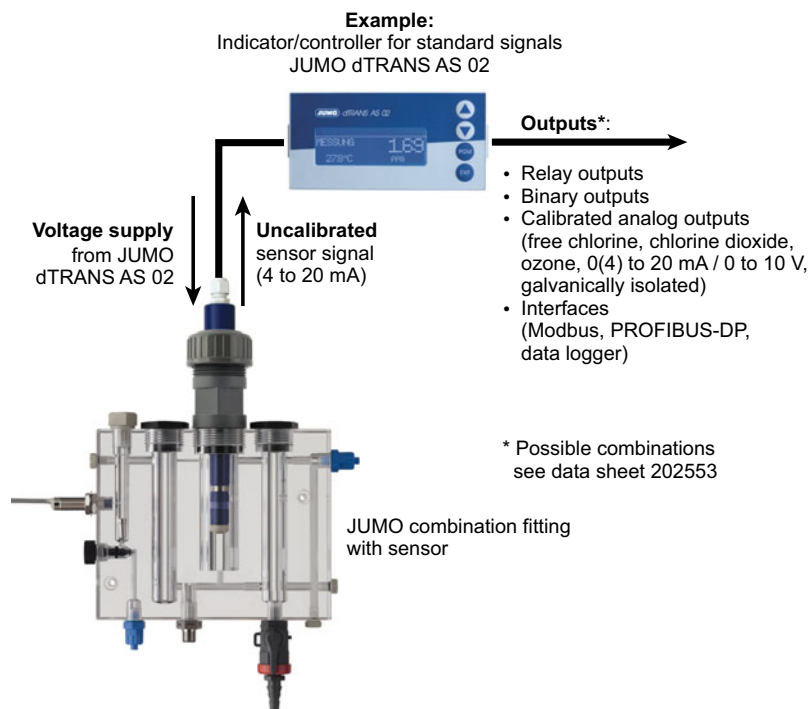 Example:
Indicator/controller for standard signals
JUMO dTRANS AS 02
JUMO dTRANS AS 02
MESSUNG 1.69
27.8°C PPM
PGM
EXIT
Outputs*:
• Relay outputs
• Binary outputs
• Calibrated analog outputs
(free chlorine, chlorine dioxide,
ozone, 0(4) to 20 mA / 0 to 10 V,
galvanically isolated)
• Interfaces
(Modbus, PROFIBUS-DP,
data logger)
Voltage supply
from JUMO
dTRANS AS 02
Uncalibrated
sensor signal
(4 to 20 mA)
* Possible combinations
see data sheet 202553
JUMO combination fitting
with sensor